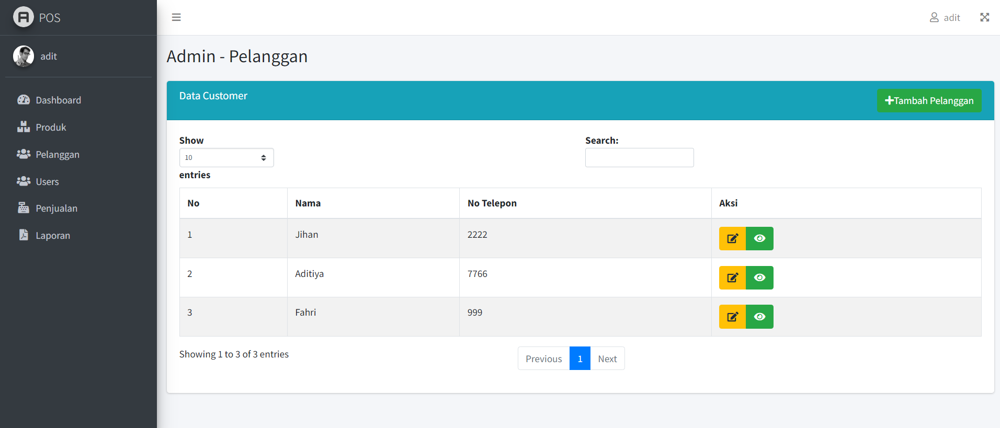 POS
adit
adit
Dashboard
Produk
Pelanggan
Users
Penjualan
Laporan
Admin - Pelanggan
Data Customer
Tambah Pelanggan
Show
10
entries
Search:
No Nama No Telepon Aksi
1 Jihan 2222
2 Aditiya 7766
3 Fahri 999
Showing 1 to 3 of 3 entries
Previous 1 Next